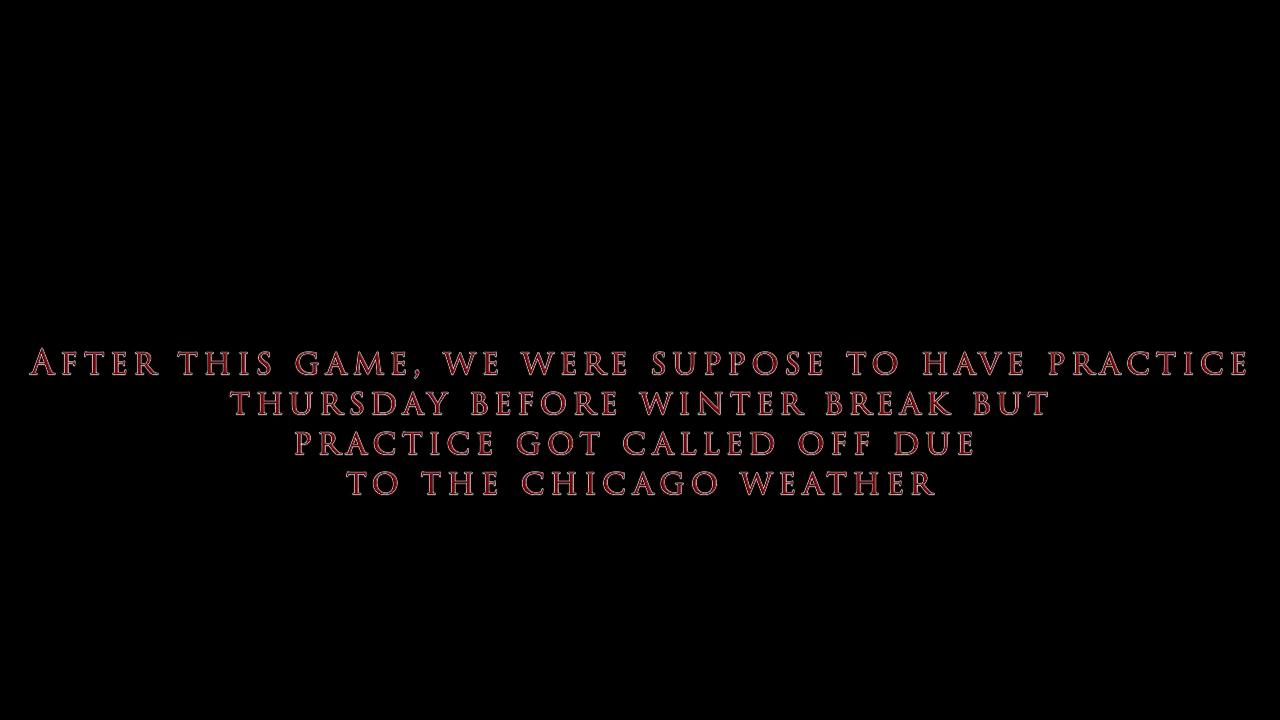 After this game, we were suppose to have practice
Thursday before winter break but
practice got called off due
to the Chicago weather